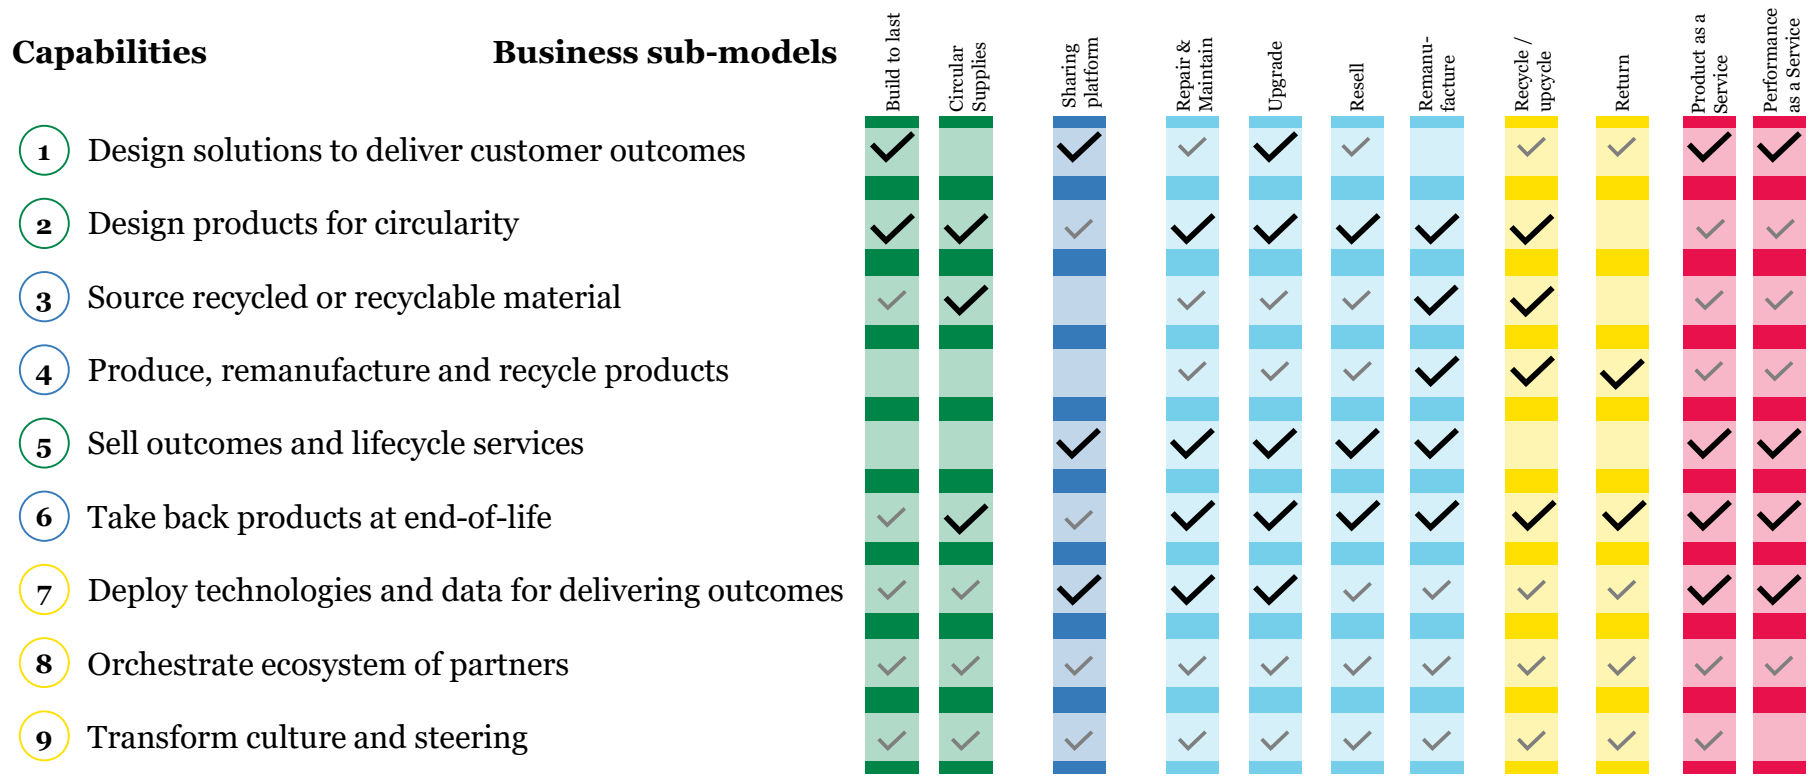 Capabilities
Business sub-models
Build to last
Circular
Supplies
Sharing
platform
Repair &
Maintain
Upgrade
Resell
Remanu-
facture
Recycle /
upcycle
Return
Product as a
Service
Performance
as a Service
1 Design solutions to deliver customer outcomes
2 Design products for circularity
3 Source recycled or recyclable material
4 Produce, remanufacture and recycle products
5 Sell outcomes and lifecycle services
6 Take back products at end-of-life
7 Deploy technologies and data for delivering outcomes
8 Orchestrate ecosystem of partners
9 Transform culture and steering